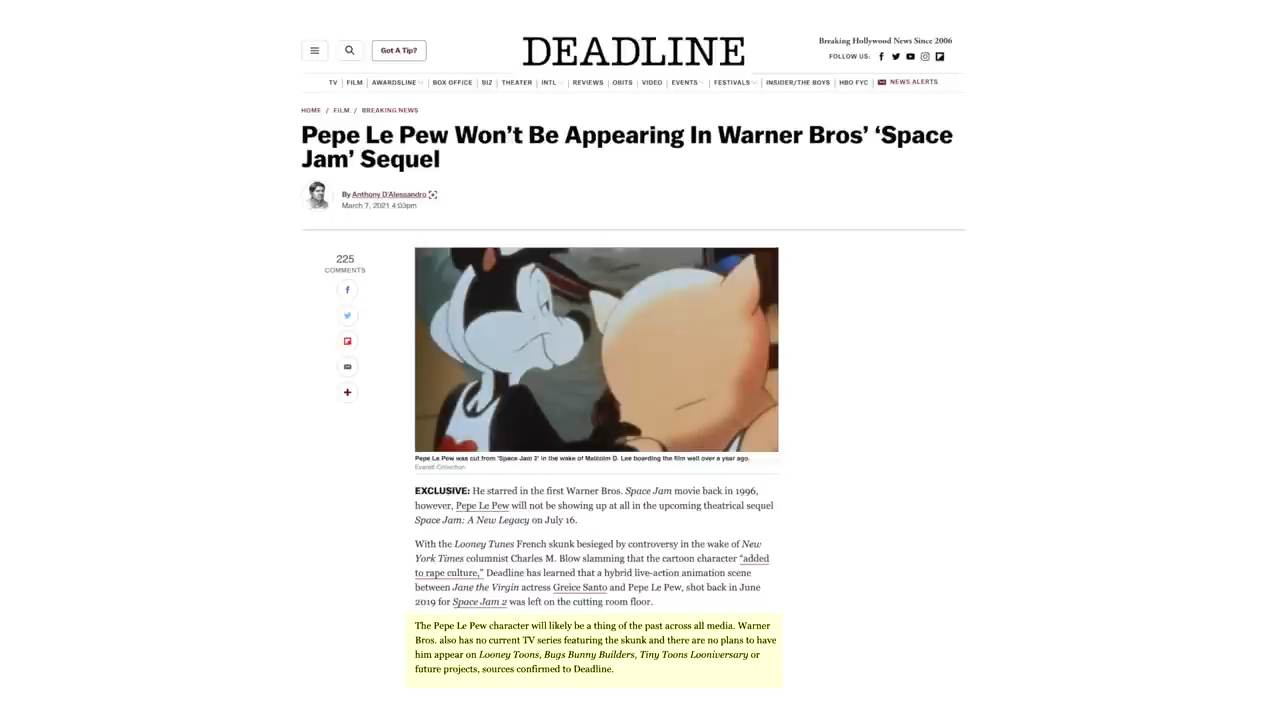 Got A Tip?
DEADLINE
Breaking Hollywood News Since 2006
FOLLOW US:
TV | FILM | AWARDSLINE | BOX OFFICE | BIZ | THEATER | INTL | REVIEWS | OBITS | VIDEO | EVENTS | FESTIVALS | INSIDER/THE BOYS | HBO FYC | NEWS ALERTS
HOME / FILM / BREAKING NEWS
Pepe Le Pew Won't Be Appearing In Warner Bros' ‘Space
Jam’ Sequel
By Anthony D'Alessandro
March 7, 2021 4:03pm
225
COMMENTS
Pepe Le Pew was cut from 'Space Jam 2' in the wake of Malcolm D. Lee boarding the film well over a year ago.
Everett Collection
EXCLUSIVE: He starred in the first Warner Bros. Space Jam movie back in 1996,
however, Pepe Le Pew will not be showing up at all in the upcoming theatrical sequel
Space Jam: A New Legacy on July 16.
With the Looney Tunes French skunk besieged by controversy in the wake of New
York Times columnist Charles M. Blow slamming that the cartoon character “added
to rape culture,” Deadline has learned that a hybrid live-action animation scene
between Jane the Virgin actress Greice Santo and Pepe Le Pew, shot back in June
2019 for Space Jam 2 was left on the cutting room floor.
The Pepe Le Pew character will likely be a thing of the past across all media. Warner
Bros. also has no current TV series featuring the skunk and there are no plans to have
him appear on Looney Toons, Bugs Bunny Builders, Tiny Toons Looniversary or
future projects, sources confirmed to Deadline.